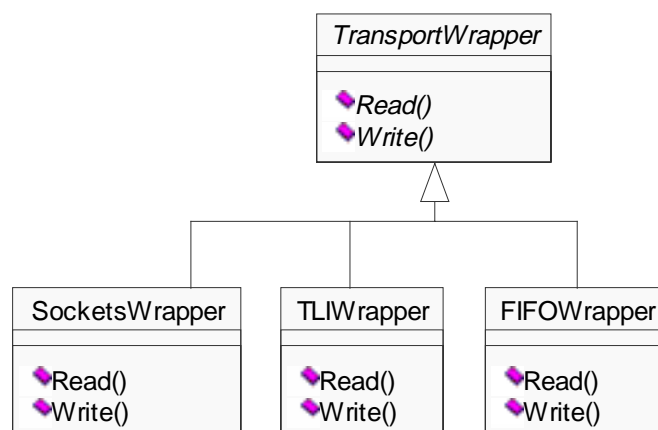 TransportWrapper
Read()
Write()
SocketsWrapper
TLIWrapper
FIFOWrapper
Read()
Read()
Read()
Write()
Write()
Write()